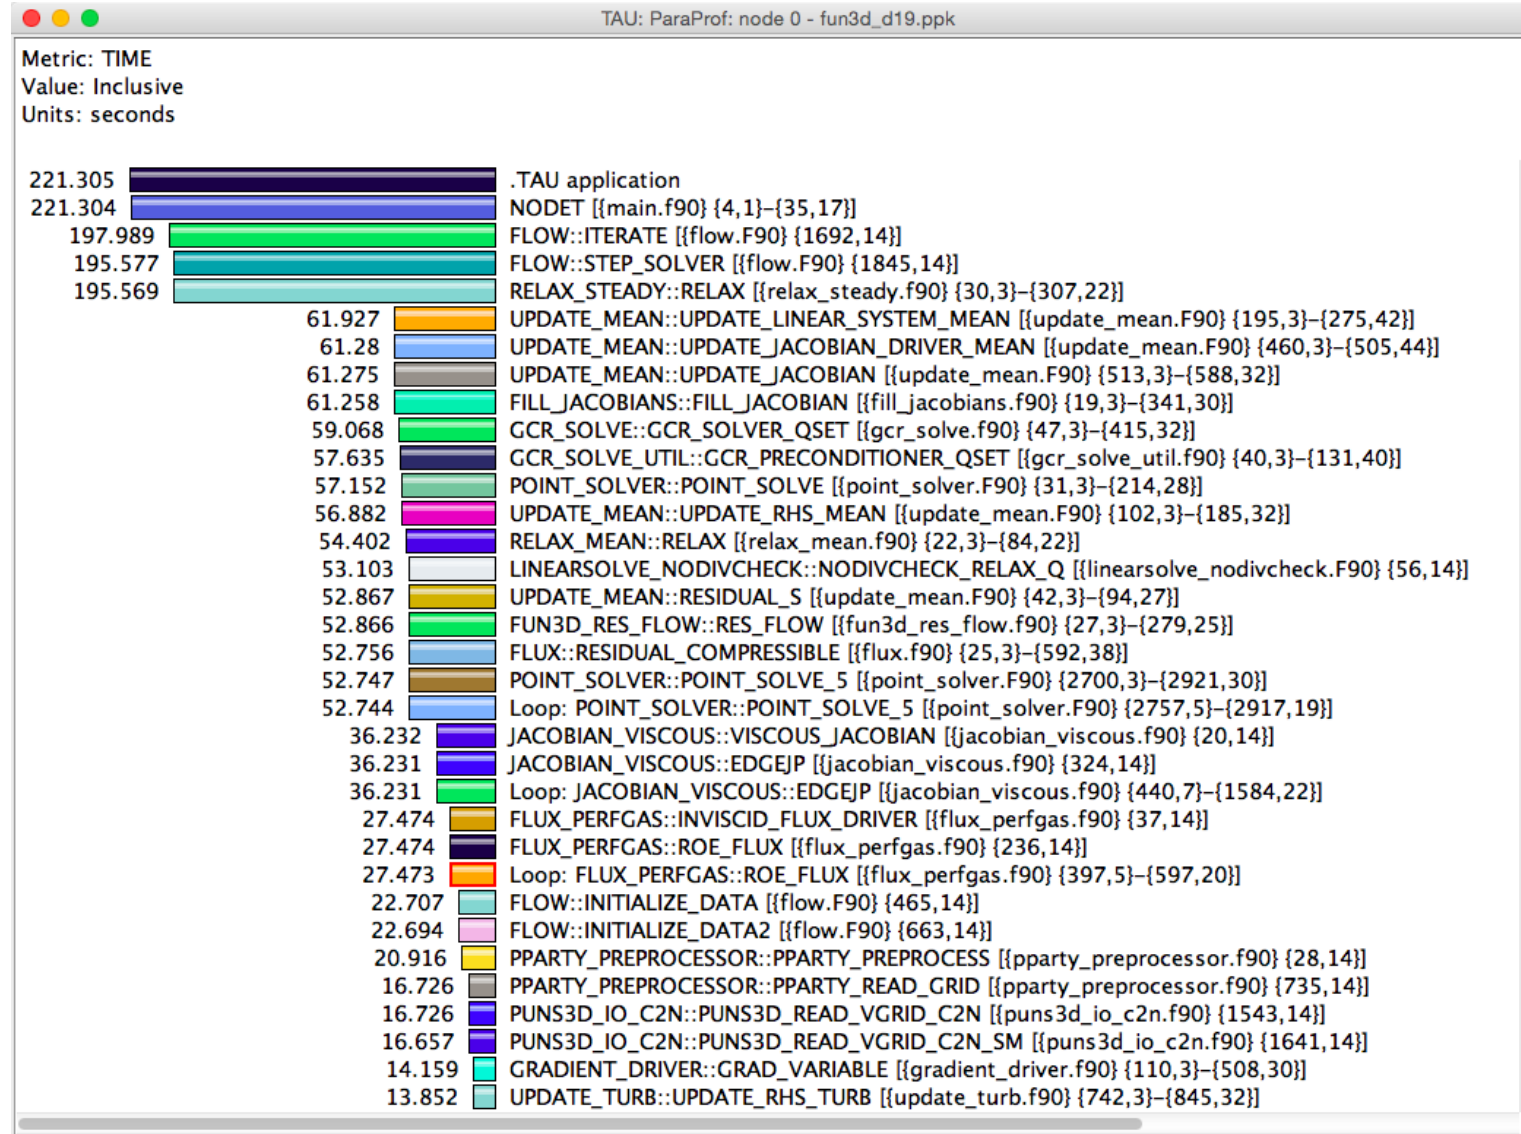 TAU: ParaProf: node 0 - fun3d_d19.ppk
Metric: TIME
Value: Inclusive
Units: seconds
221.305 .TAU application
221.304 NODET [{main.f90} {4,1}–{35,17}]
197.989 FLOW::ITERATE [{flow.F90} {1692,14}]
195.577 FLOW::STEP_SOLVER [{flow.F90} {1845,14}]
195.569 RELAX_STEADY::RELAX [{relax_steady.f90} {30,3}–{307,22}]
61.927 UPDATE_MEAN::UPDATE_LINEAR_SYSTEM_MEAN [{update_mean.F90} {195,3}–{275,42}]
61.28 UPDATE_MEAN::UPDATE_JACOBIAN_DRIVER_MEAN [{update_mean.F90} {460,3}–{505,44}]
61.275 UPDATE_MEAN::UPDATE_JACOBIAN [{update_mean.F90} {513,3}–{588,32}]
61.258 FILL_JACOBIANS::FILL_JACOBIAN [{fill_jacobians.f90} {19,3}–{341,30}]
59.068 GCR_SOLVE::GCR_SOLVER_QSET [{gcr_solve.f90} {47,3}–{415,32}]
57.635 GCR_SOLVE_UTIL::GCR_PRECONDITIONER_QSET [{gcr_solve_util.f90} {40,3}–{131,40}]
57.152 POINT_SOLVER::POINT_SOLVE [{point_solver.F90} {31,3}–{214,28}]
56.882 UPDATE_MEAN::UPDATE_RHS_MEAN [{update_mean.F90} {102,3}–{185,32}]
54.402 RELAX_MEAN::RELAX [{relax_mean.f90} {22,3}–{84,22}]
53.103 LINEARSOLVE_NODIVCHECK::NODIVCHECK_RELAX_Q [{linearsolve_nodivcheck.F90} {56,14}]
52.867 UPDATE_MEAN::RESIDUAL_S [{update_mean.F90} {42,3}–{94,27}]
52.866 FUN3D_RES_FLOW::RES_FLOW [{fun3d_res_flow.f90} {27,3}–{279,25}]
52.756 FLUX::RESIDUAL_COMPRESSIBLE [{flux.f90} {25,3}–{592,38}]
52.747 POINT_SOLVER::POINT_SOLVE_5 [{point_solver.F90} {2700,3}–{2921,30}]
52.744 Loop: POINT_SOLVER::POINT_SOLVE_5 [{point_solver.F90} {2757,5}–{2917,19}]
36.232 JACOBIAN_VISCOUS::VISCOUS_JACOBIAN [{jacobian_viscous.f90} {20,14}]
36.231 JACOBIAN_VISCOUS::EDGEJP [{jacobian_viscous.f90} {324,14}]
36.231 Loop: JACOBIAN_VISCOUS::EDGEJP [{jacobian_viscous.f90} {440,7}–{1584,22}]
27.474 FLUX_PERFGAS::INVISCID_FLUX_DRIVER [{flux_perfgas.f90} {37,14}]
27.474 FLUX_PERFGAS::ROE_FLUX [{flux_perfgas.f90} {236,14}]
27.473 Loop: FLUX_PERFGAS::ROE_FLUX [{flux_perfgas.f90} {397,5}–{597,20}]
22.707 FLOW::INITIALIZE_DATA [{flow.F90} {465,14}]
22.694 FLOW::INITIALIZE_DATA2 [{flow.F90} {663,14}]
20.916 PPARTY_PREPROCESSOR::PPARTY_PREPROCESS [{pparty_preprocessor.f90} {28,14}]
16.726 PPARTY_PREPROCESSOR::PPARTY_READ_GRID [{pparty_preprocessor.f90} {735,14}]
16.726 PUNS3D_IO_C2N::PUNS3D_READ_VGRID_C2N [{puns3d_io_c2n.f90} {1543,14}]
16.657 PUNS3D_IO_C2N::PUNS3D_READ_VGRID_C2N_SM [{puns3d_io_c2n.f90} {1641,14}]
14.159 GRADIENT_DRIVER::GRAD_VARIABLE [{gradient_driver.f90} {110,3}–{508,30}]
13.852 UPDATE_TURB::UPDATE_RHS_TURB [{update_turb.f90} {742,3}–{845,32}]